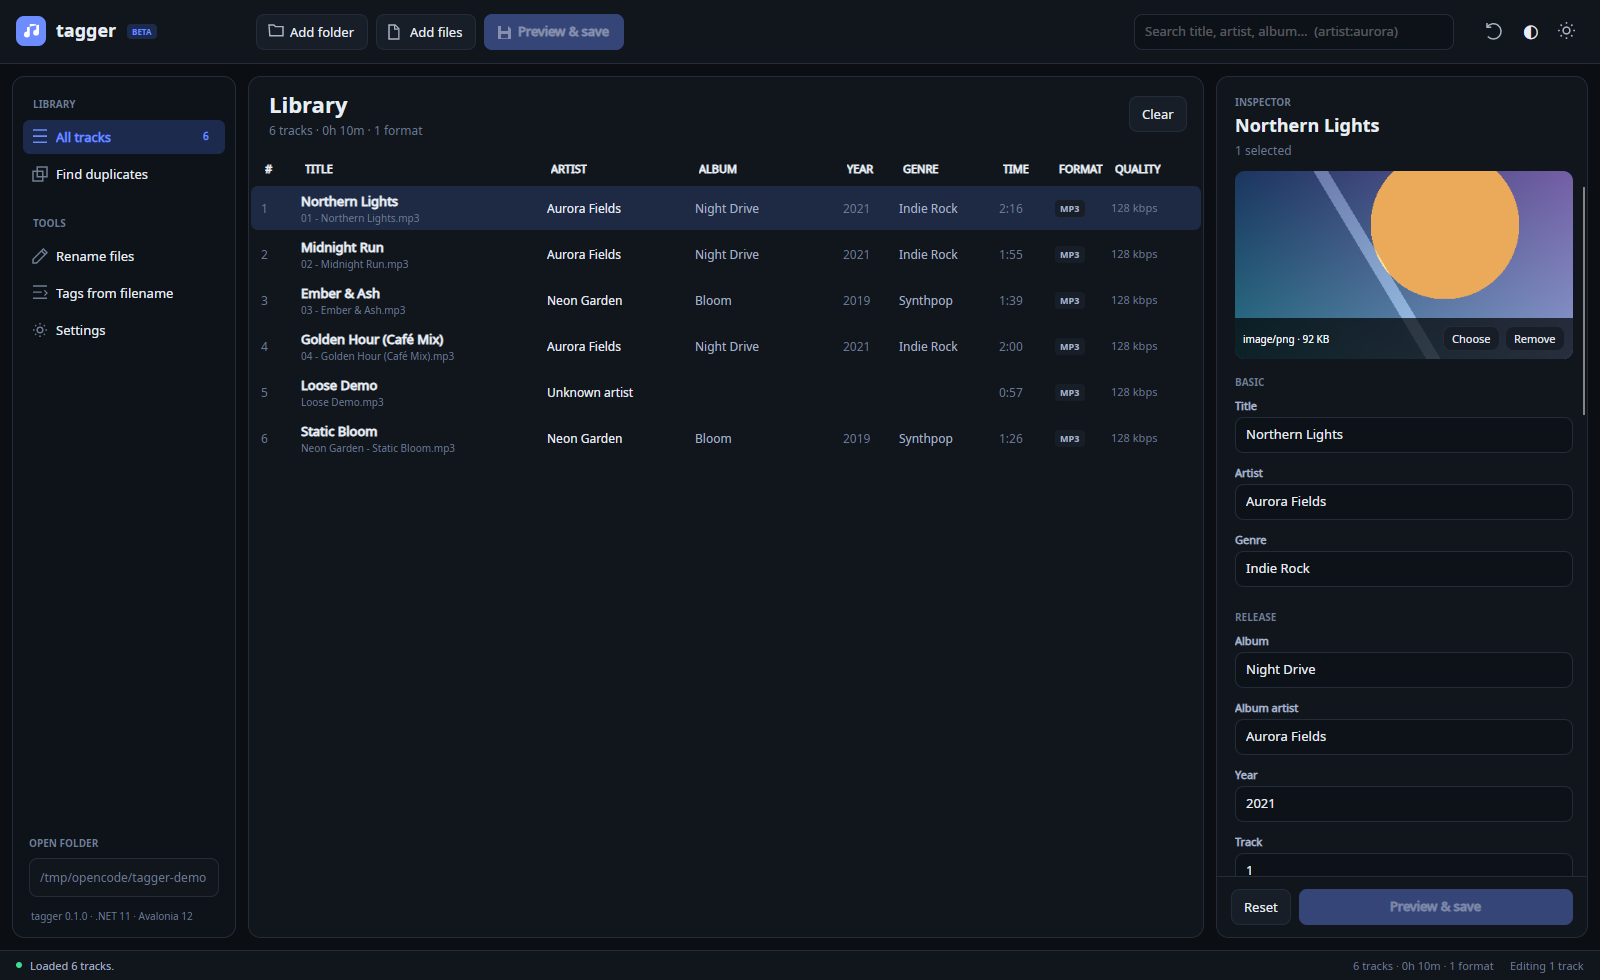 tagger BETA
Add folder
Add files
Preview & save
Search title, artist, album... (artist:aurora)
LIBRARY
All tracks 6
Find duplicates
TOOLS
Rename files
Tags from filename
Settings
OPEN FOLDER
/tmp/opencode/tagger-demo
tagger 0.1.0 · .NET 11 · Avalonia 12
Library
6 tracks · 0h 10m · 1 format
Clear
# TITLE ARTIST ALBUM YEAR GENRE TIME FORMAT QUALITY
1 Northern Lights Aurora Fields Night Drive 2021 Indie Rock 2:16 MP3 128 kbps
01 - Northern Lights.mp3
2 Midnight Run Aurora Fields Night Drive 2021 Indie Rock 1:55 MP3 128 kbps
02 - Midnight Run.mp3
3 Ember & Ash Neon Garden Bloom 2019 Synthpop 1:39 MP3 128 kbps
03 - Ember & Ash.mp3
4 Golden Hour (Café Mix) Aurora Fields Night Drive 2021 Indie Rock 2:00 MP3 128 kbps
04 - Golden Hour (Café Mix).mp3
5 Loose Demo Unknown artist 0:57 MP3 128 kbps
Loose Demo.mp3
6 Static Bloom Neon Garden Bloom 2019 Synthpop 1:26 MP3 128 kbps
Neon Garden - Static Bloom.mp3
INSPECTOR
Northern Lights
1 selected
image/png · 92 KB
Choose
Remove
BASIC
Title
Northern Lights
Artist
Aurora Fields
Genre
Indie Rock
RELEASE
Album
Night Drive
Album artist
Aurora Fields
Year
2021
Track
1
Reset
Preview & save
Loaded 6 tracks.
6 tracks · 0h 10m · 1 format
Editing 1 track